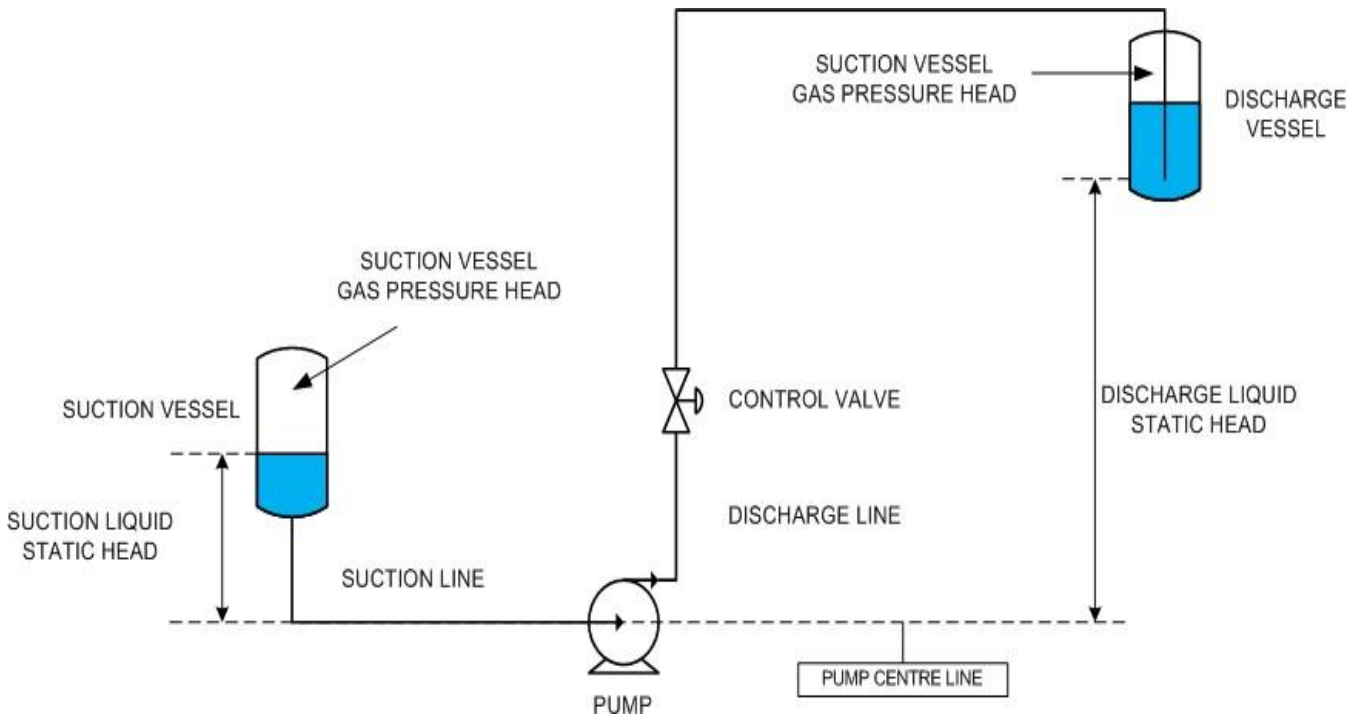 SUCTION VESSEL
GAS PRESSURE HEAD
DISCHARGE
VESSEL
SUCTION VESSEL
GAS PRESSURE HEAD
SUCTION VESSEL
CONTROL VALVE
DISCHARGE LIQUID
STATIC HEAD
SUCTION LIQUID
STATIC HEAD
DISCHARGE LINE
SUCTION LINE
PUMP CENTRE LINE
PUMP